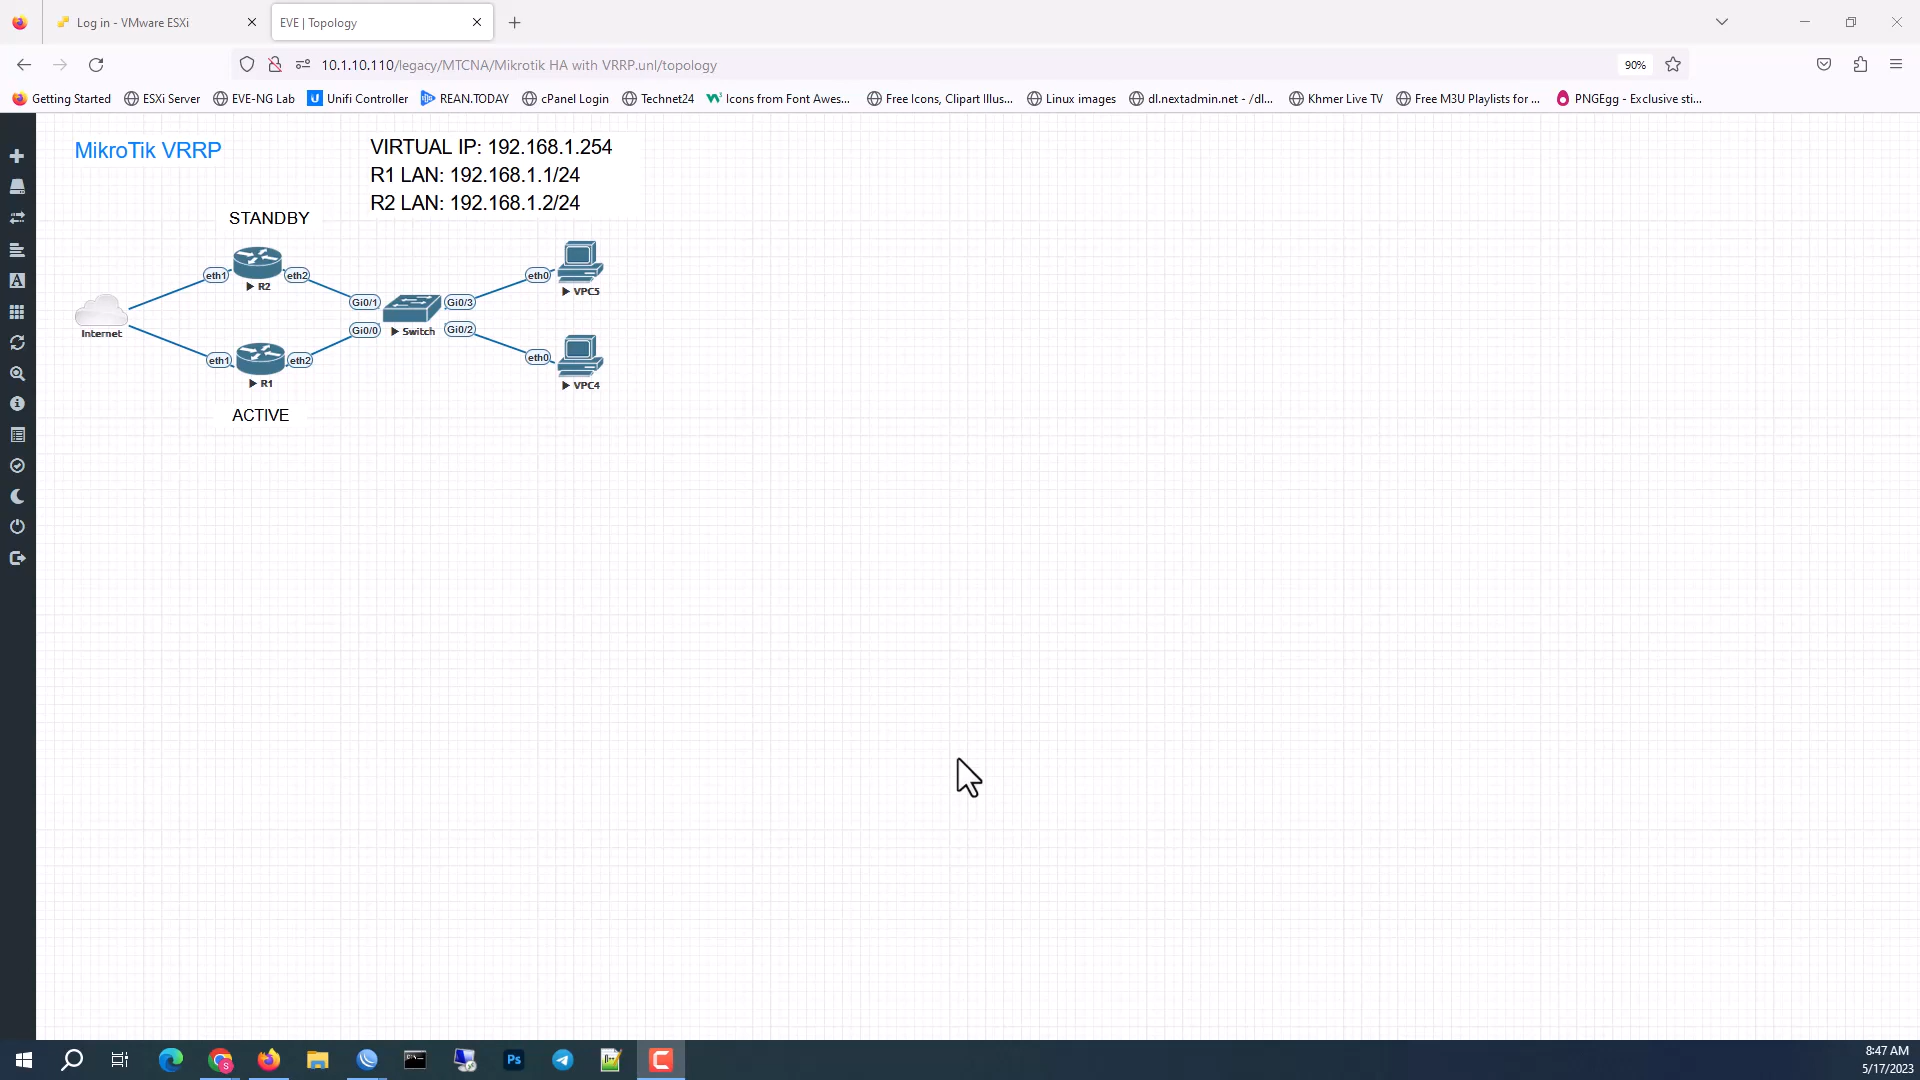 Log in - VMware ESXi
EVE | Topology
10.1.10.110/legacy/MTCNA/Mikrotik HA with VRRP.unl/topology
90%
Getting Started
ESXi Server
EVE-NG Lab
Unifi Controller
REAN.TODAY
cPanel Login
Technet24
Icons from Font Awes...
Free Icons, Clipart Illus...
Linux images
dl.nextadmin.net - /dl...
Khmer Live TV
Free M3U Playlists for ...
PNGEgg - Exclusive sti...
MikroTik VRRP
VIRTUAL IP: 192.168.1.254
R1 LAN: 192.168.1.1/24
R2 LAN: 192.168.1.2/24
STANDBY
eth1
eth2
R2
Gi0/1
Gi0/3
eth0
VPC5
Internet
Switch
Gi0/0
Gi0/2
eth1
eth2
R1
eth0
VPC4
ACTIVE
8:47 AM
5/17/2023